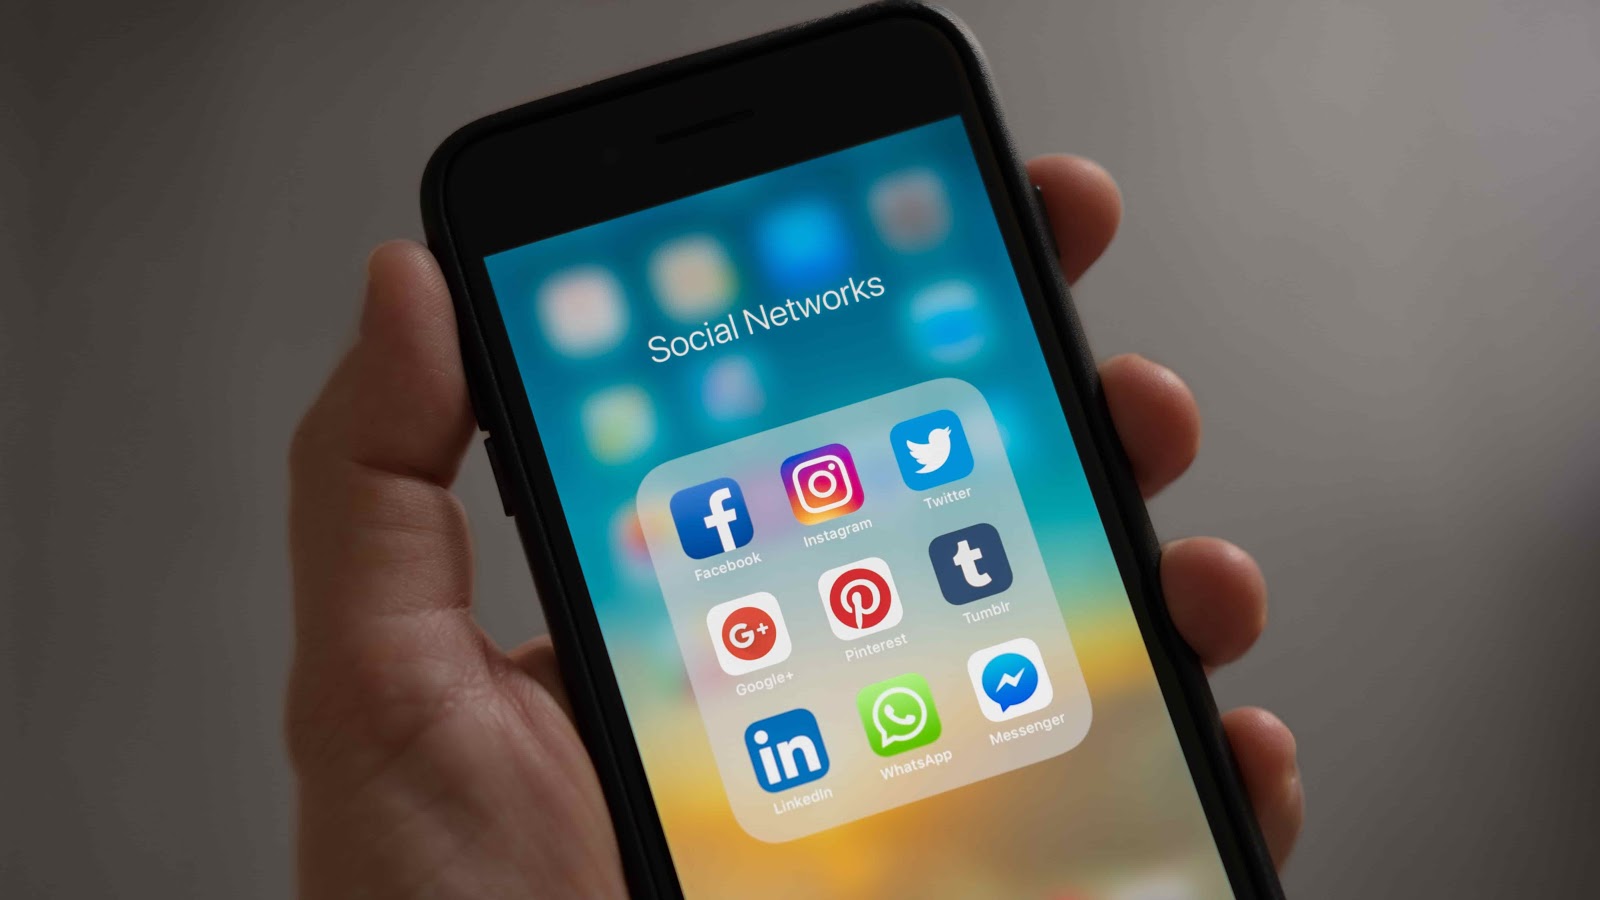 Social Networks
Facebook
Instagram
Twitter
Google+
Pinterest
Tumblr
LinkedIn
WhatsApp
Messenger